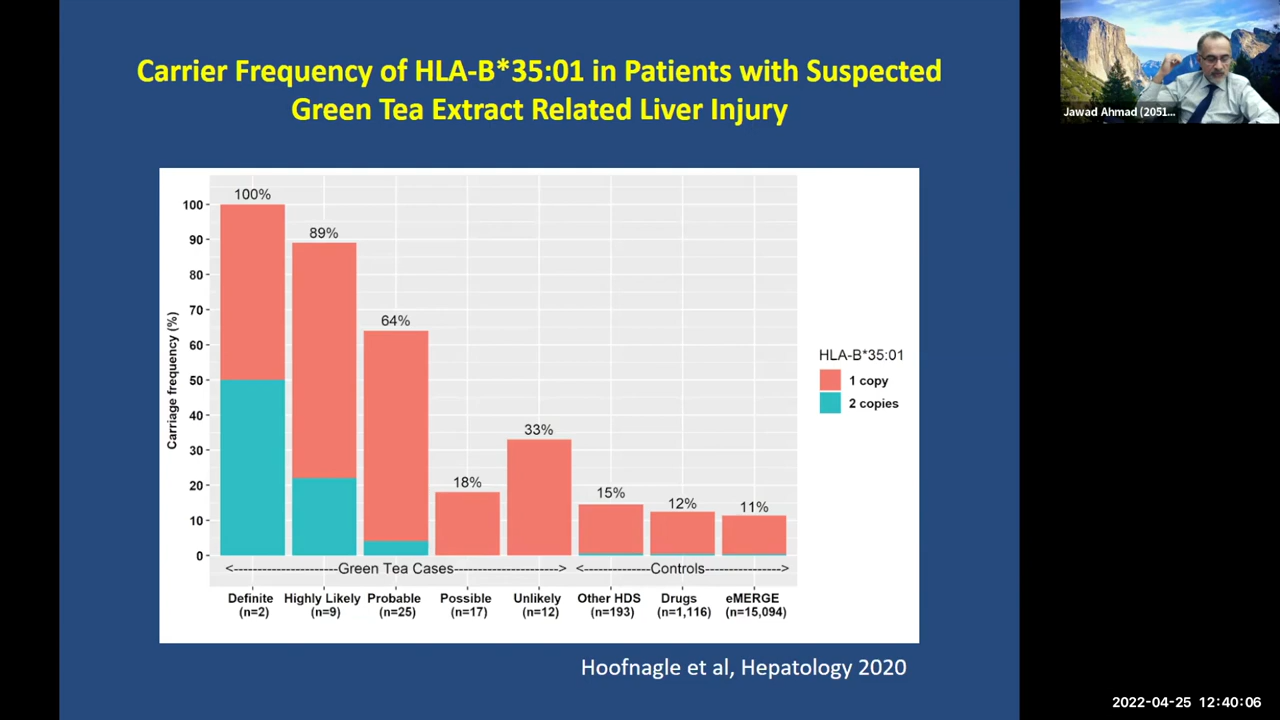 Carrier Frequency of HLA-B*35:01 in Patients with Suspected
Green Tea Extract Related Liver Injury
Jawad Ahmad (2051...
Carriage frequency (%)
100
90
80
70
60
50
40
30
20
10
0
100%
89%
64%
18%
33%
15%
12%
11%
<----------------------Green Tea Cases---------------------->
<-------------Controls--------------->
Definite
(n=2)
Highly Likely
(n=9)
Probable
(n=25)
Possible
(n=17)
Unlikely
(n=12)
Other HDS
(n=193)
Drugs
(n=1,116)
eMERGE
(n=15,094)
HLA-B*35:01
1 copy
2 copies
Hoofnagle et al, Hepatology 2020
2022-04-25 12:40:06